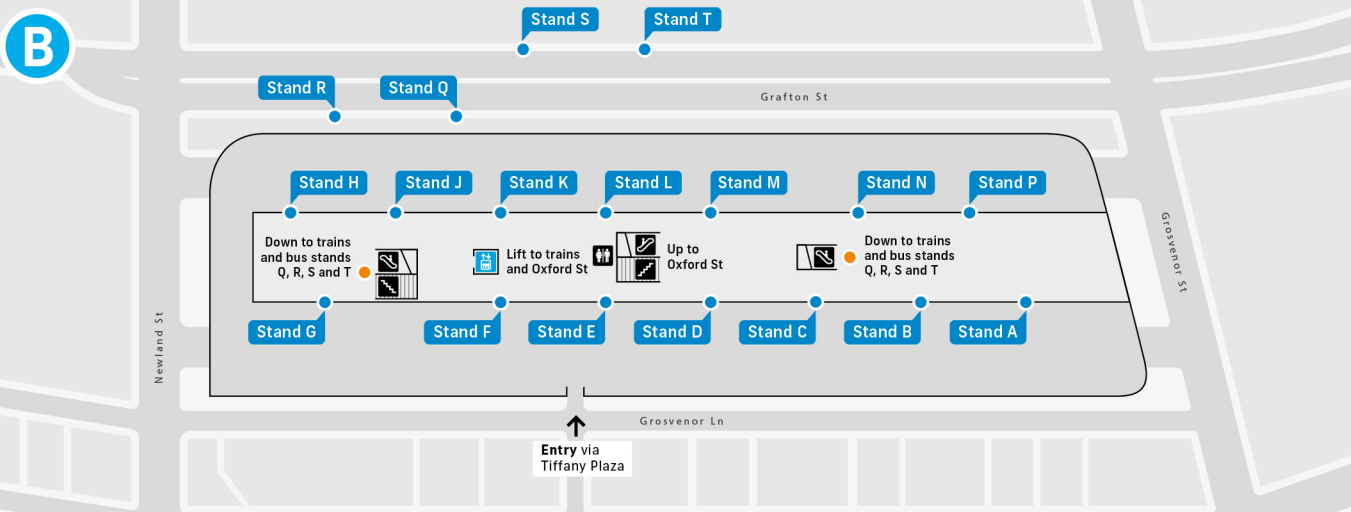 B
Stand S
Stand T
Stand R
Stand Q
Grafton St
Stand H
Stand J
Stand K
Stand L
Stand M
Stand N
Stand P
Down to trains
and bus stands
Q, R, S and T
Lift to trains
and Oxford St
Up to
Oxford St
Down to trains
and bus stands
Q, R, S and T
Grosvenor St
Stand G
Stand F
Stand E
Stand D
Stand C
Stand B
Stand A
Newland St
Grosvenor Ln
Entry via
Tiffany Plaza